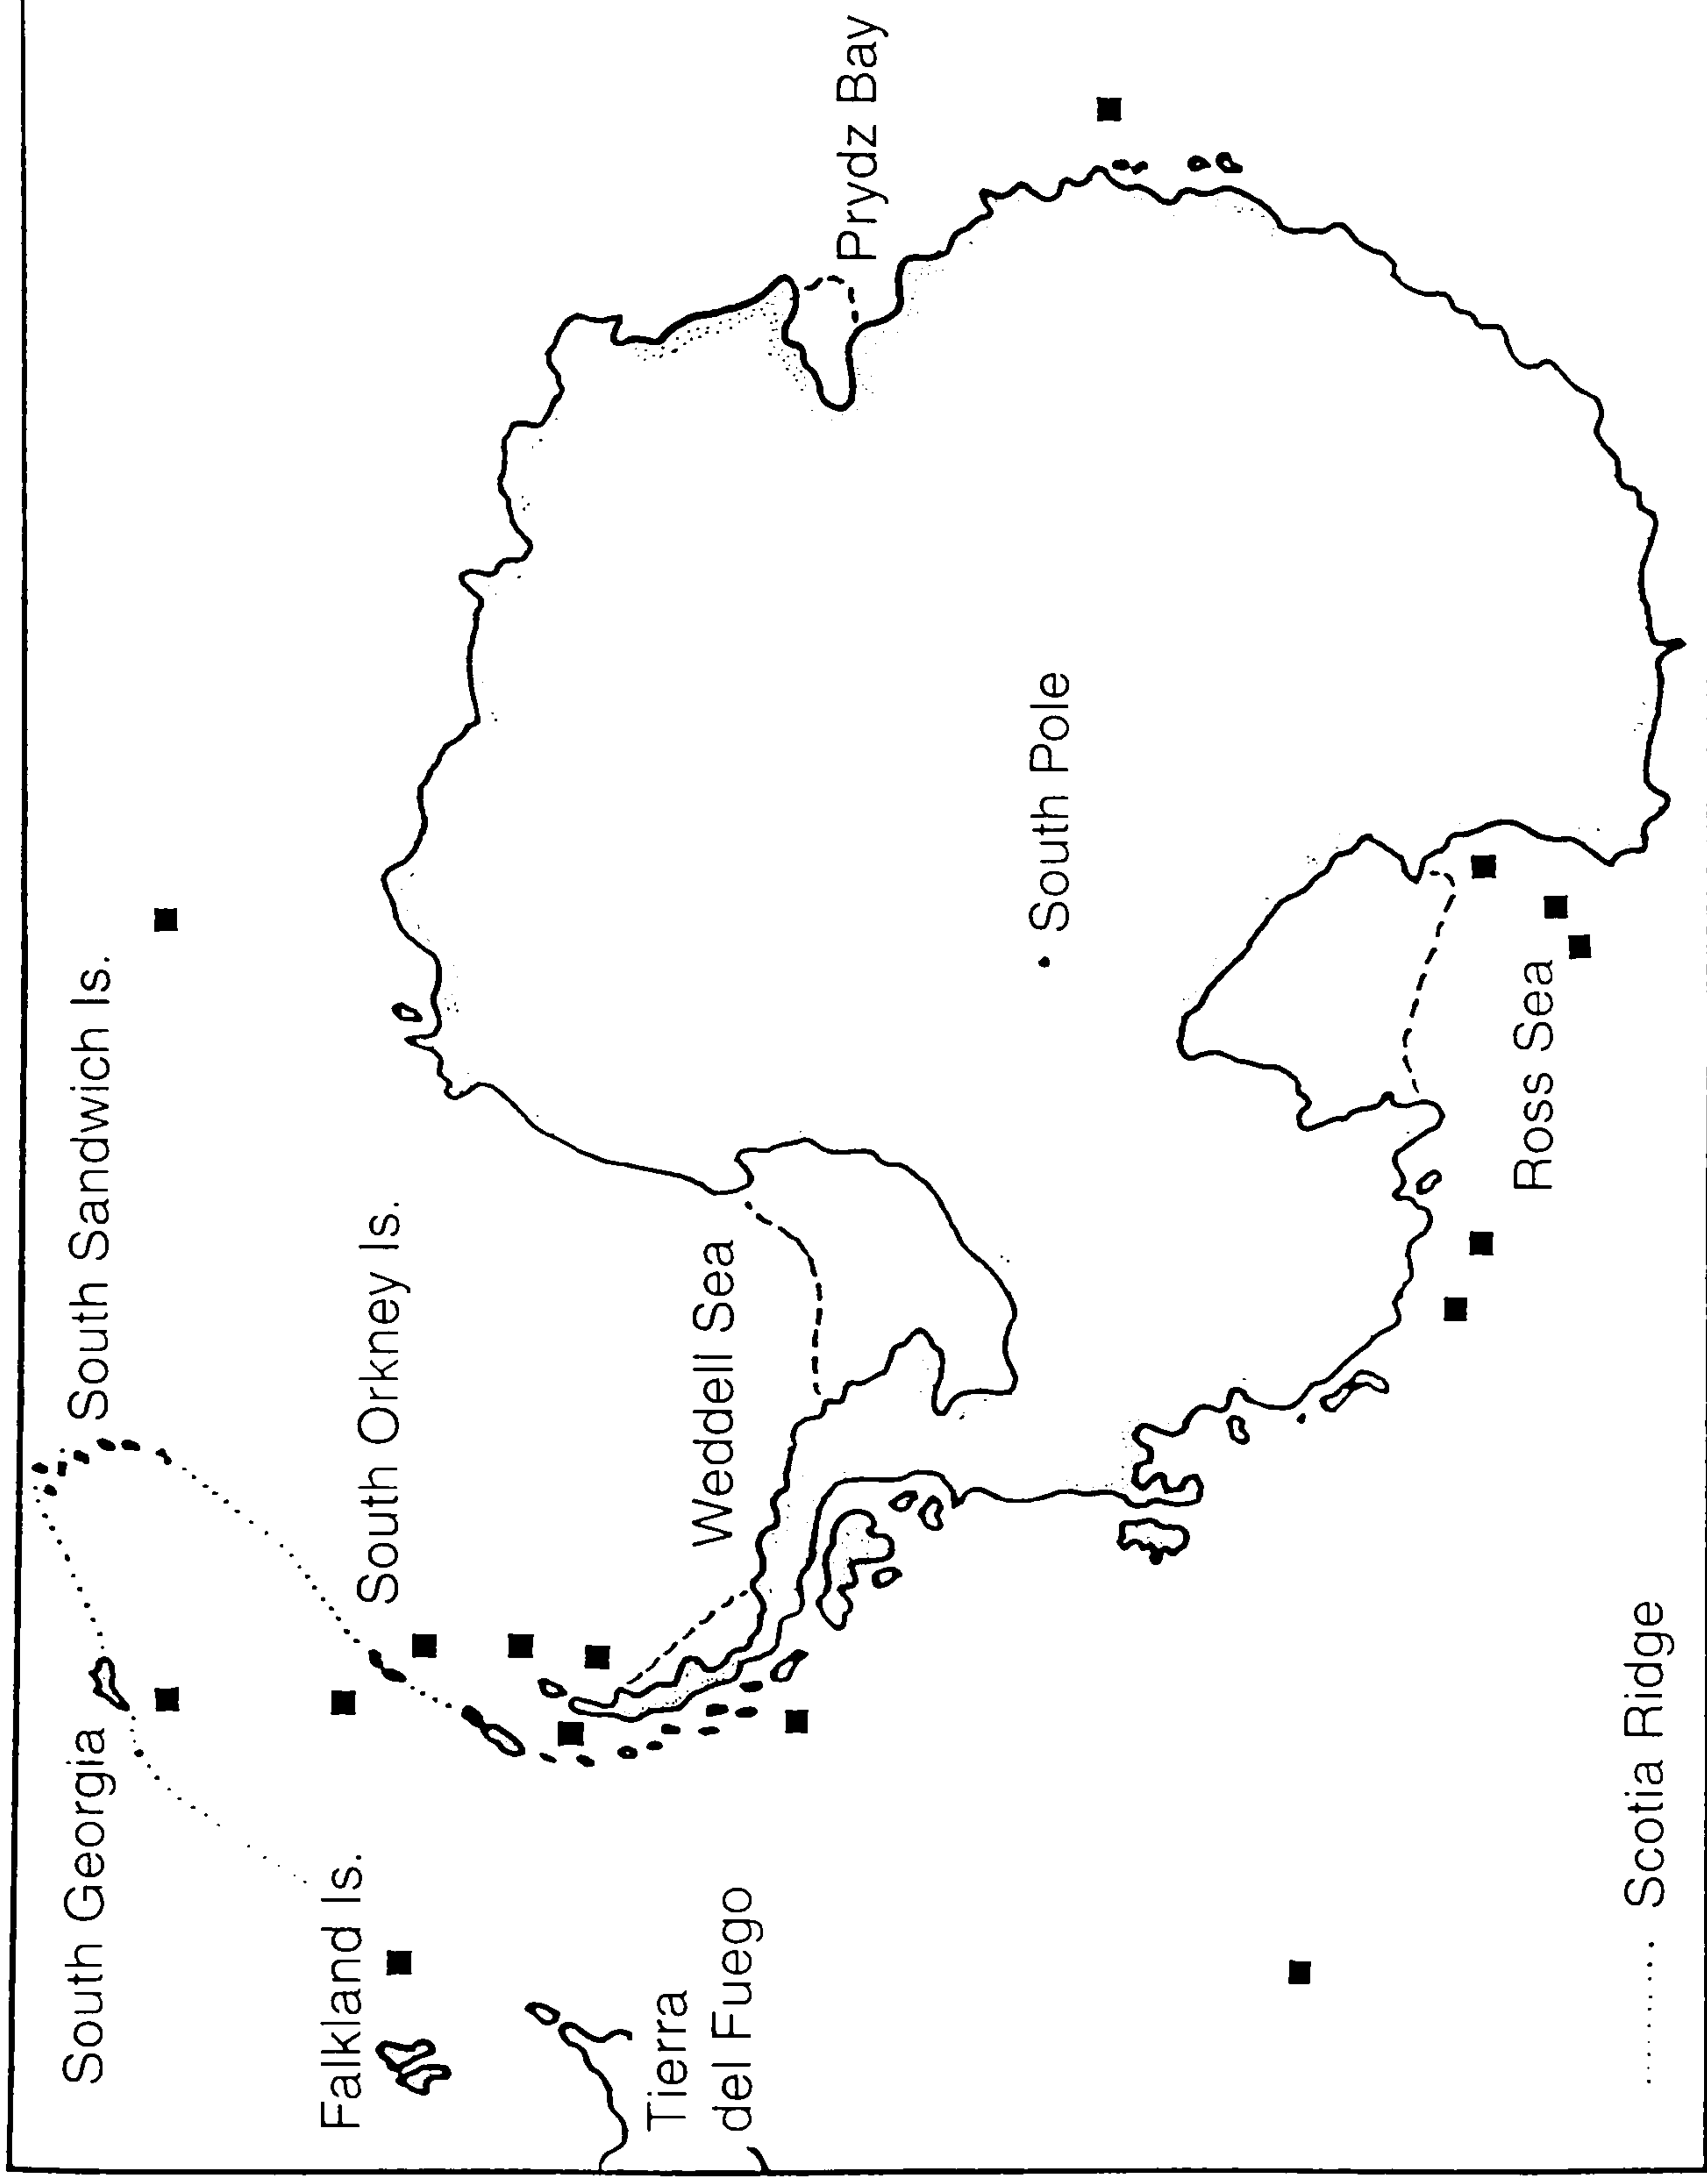 South Georgia
South Sandwich Is.
Falkland Is.
South Orkney Is.
Tierra
del Fuego
Weddell Sea
Prydz Bay
South Pole
Ross Sea
Scotia Ridge